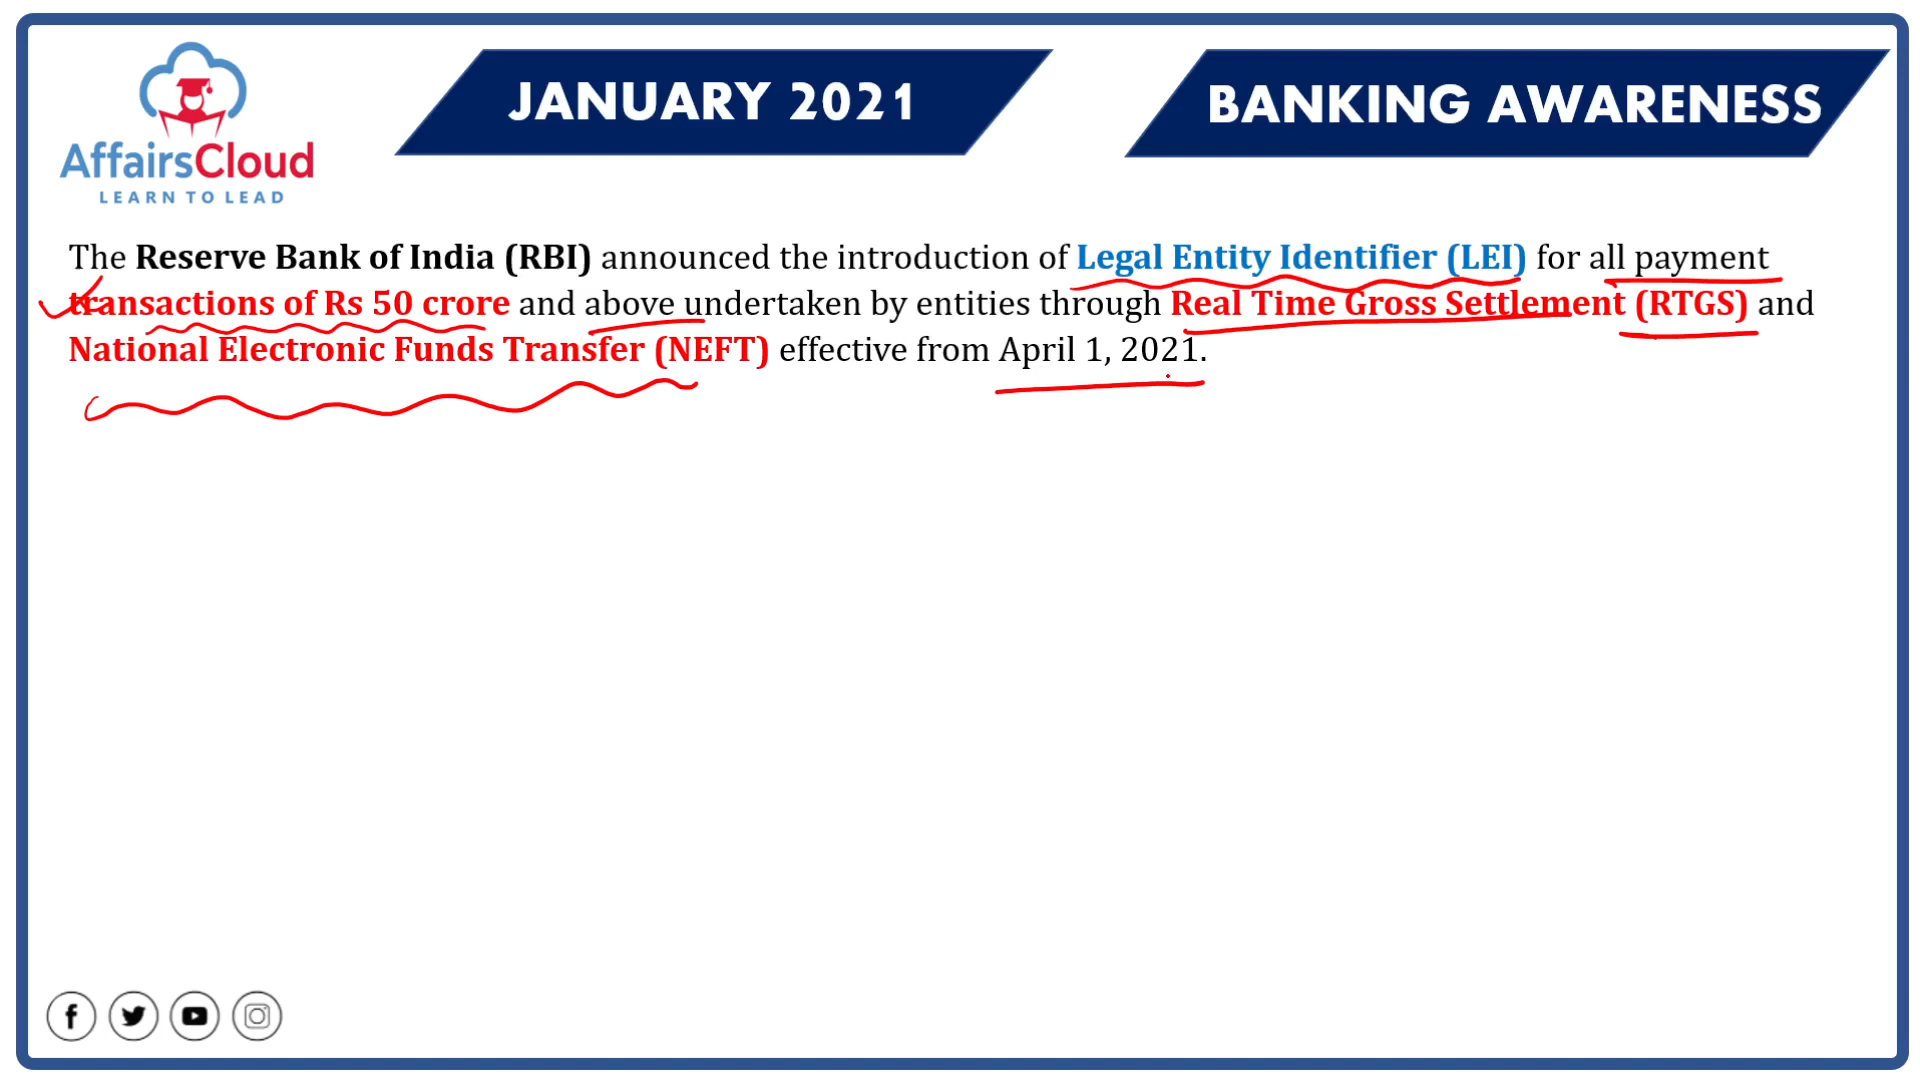 AffairsCloud
LEARN TO LEAD
JANUARY 2021
BANKING AWARENESS
The Reserve Bank of India (RBI) announced the introduction of Legal Entity Identifier (LEI) for all payment
transactions of Rs 50 crore and above undertaken by entities through Real Time Gross Settlement (RTGS) and
National Electronic Funds Transfer (NEFT) effective from April 1, 2021.